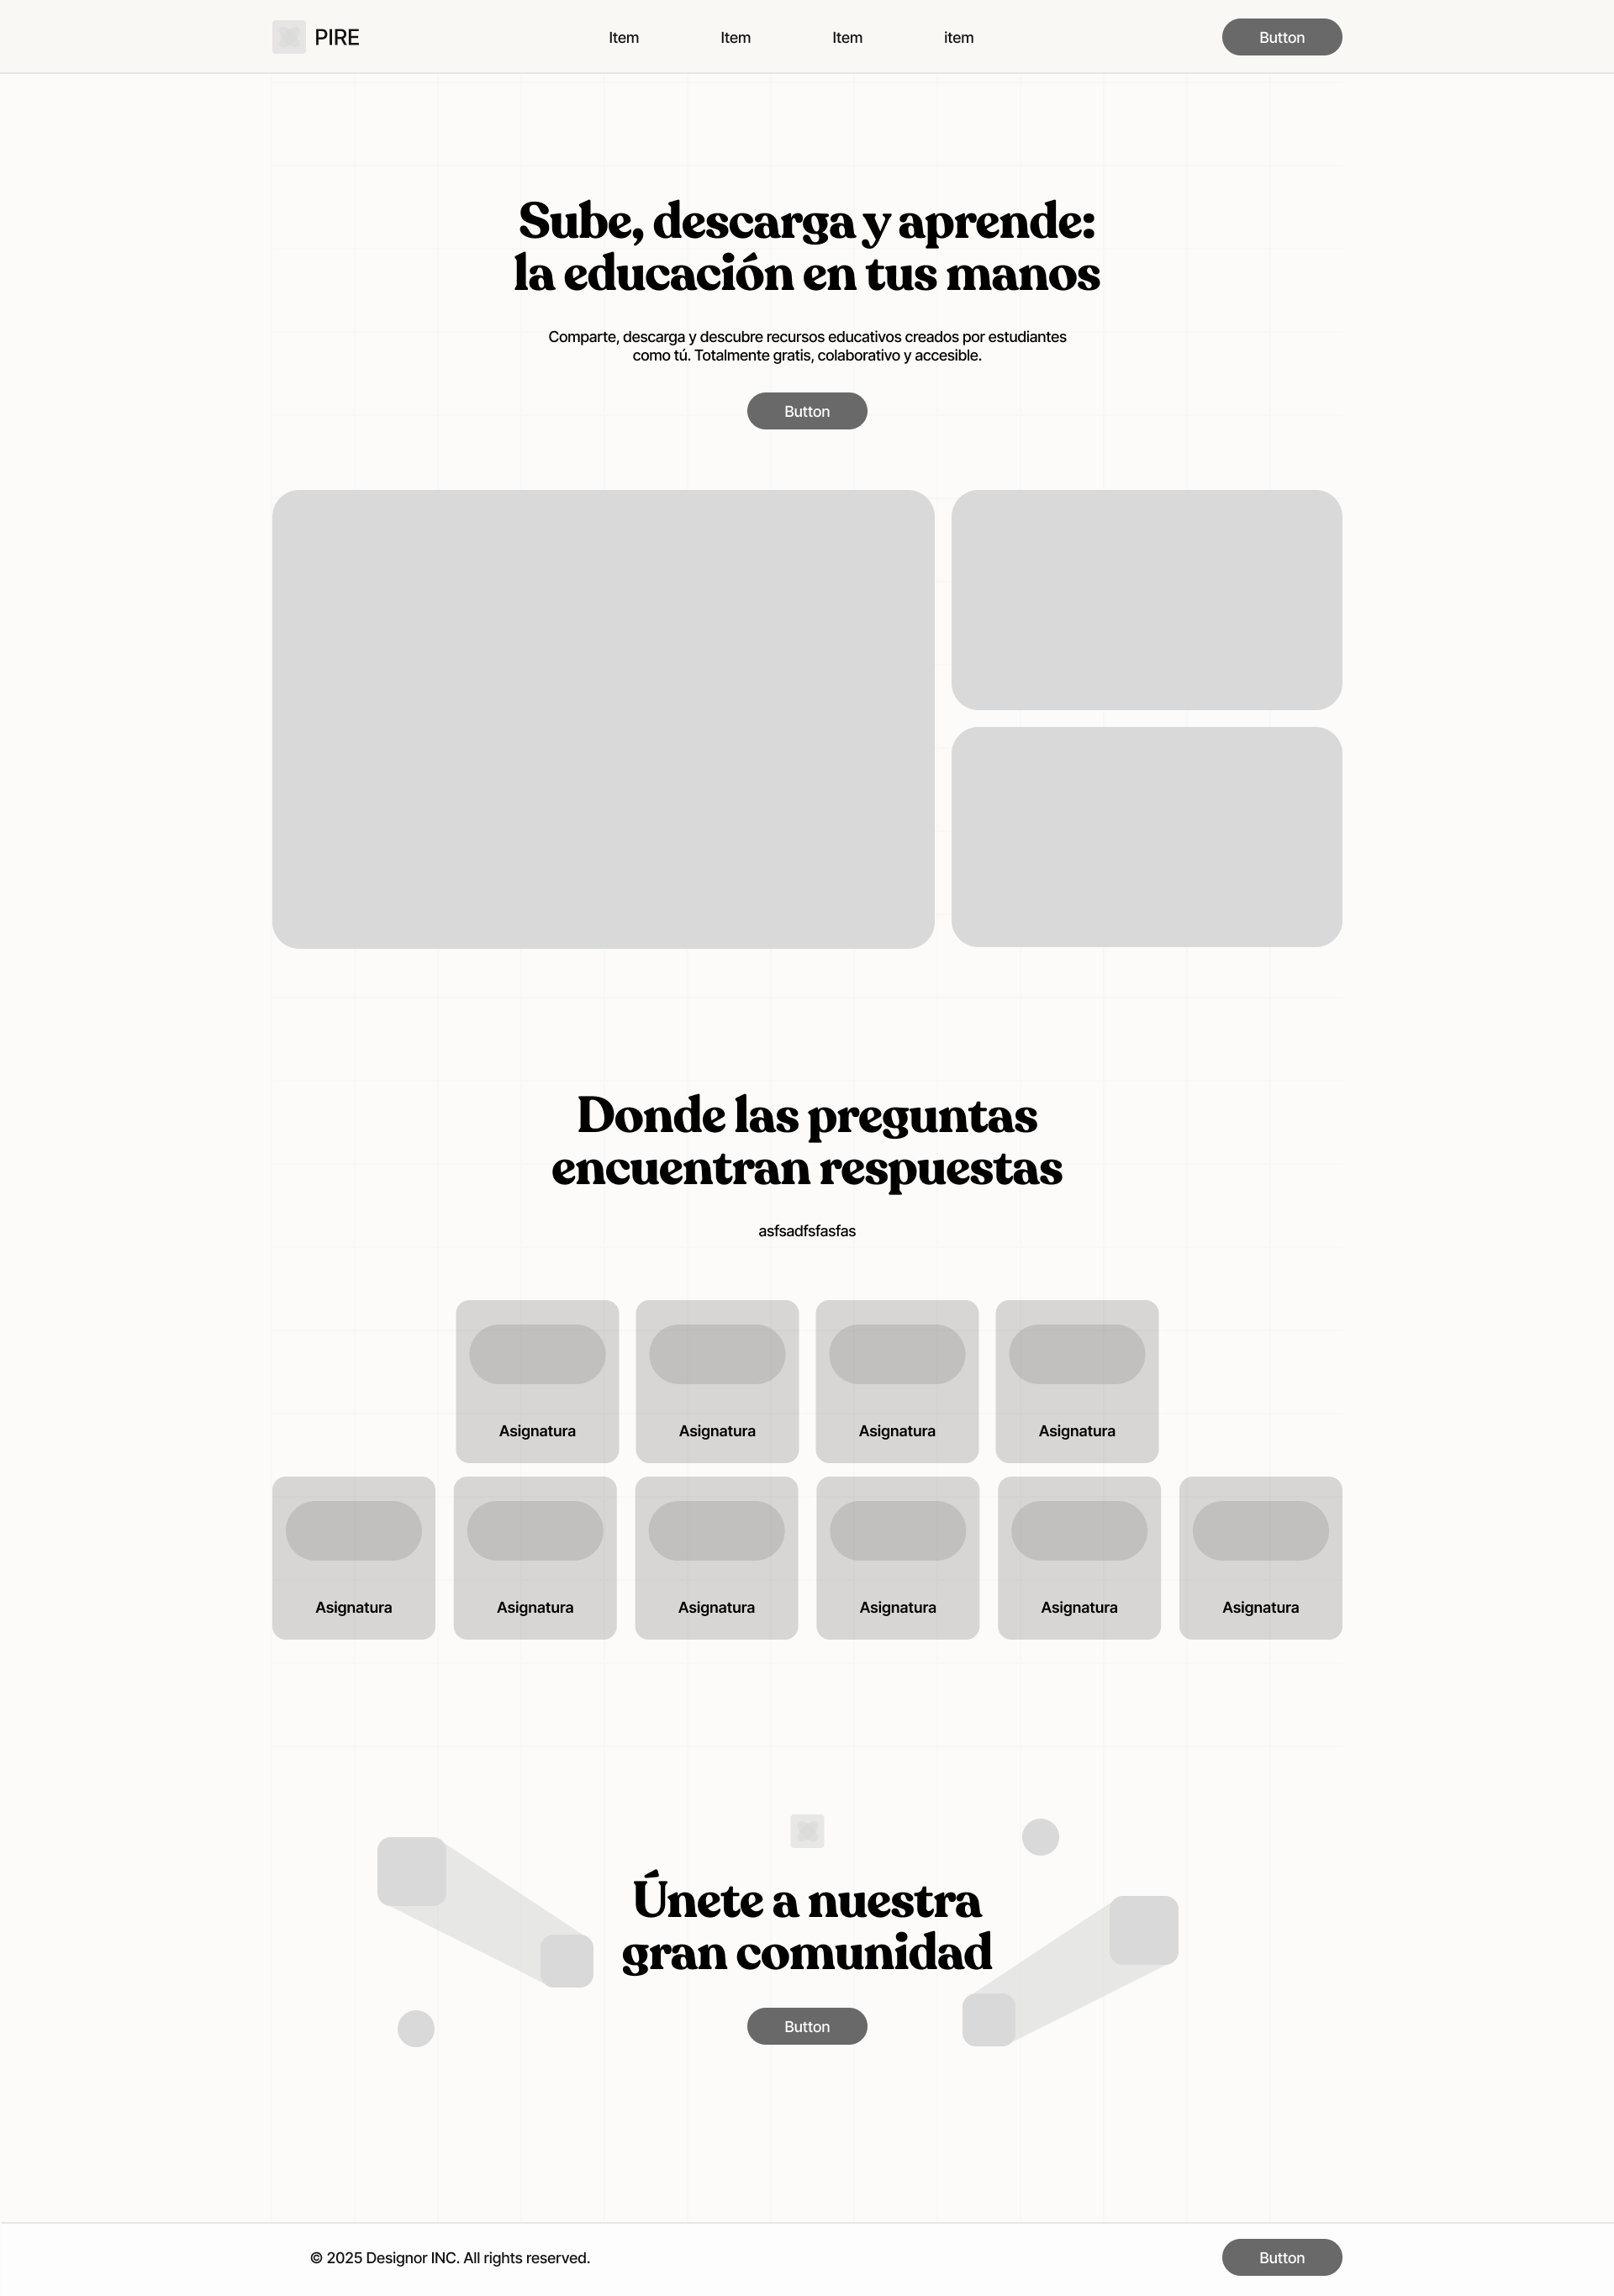 PIRE
Item
Item
Item
item
Button
Sube, descarga y aprende:
la educación en tus manos
Comparte, descarga y descubre recursos educativos creados por estudiantes
como tú. Totalmente gratis, colaborativo y accesible.
Button
Donde las preguntas
encuentran respuestas
asfsadfsfasfas
Asignatura
Asignatura
Asignatura
Asignatura
Asignatura
Asignatura
Asignatura
Asignatura
Asignatura
Asignatura
Únete a nuestra
gran comunidad
Button
© 2025 Designor INC. All rights reserved.
Button